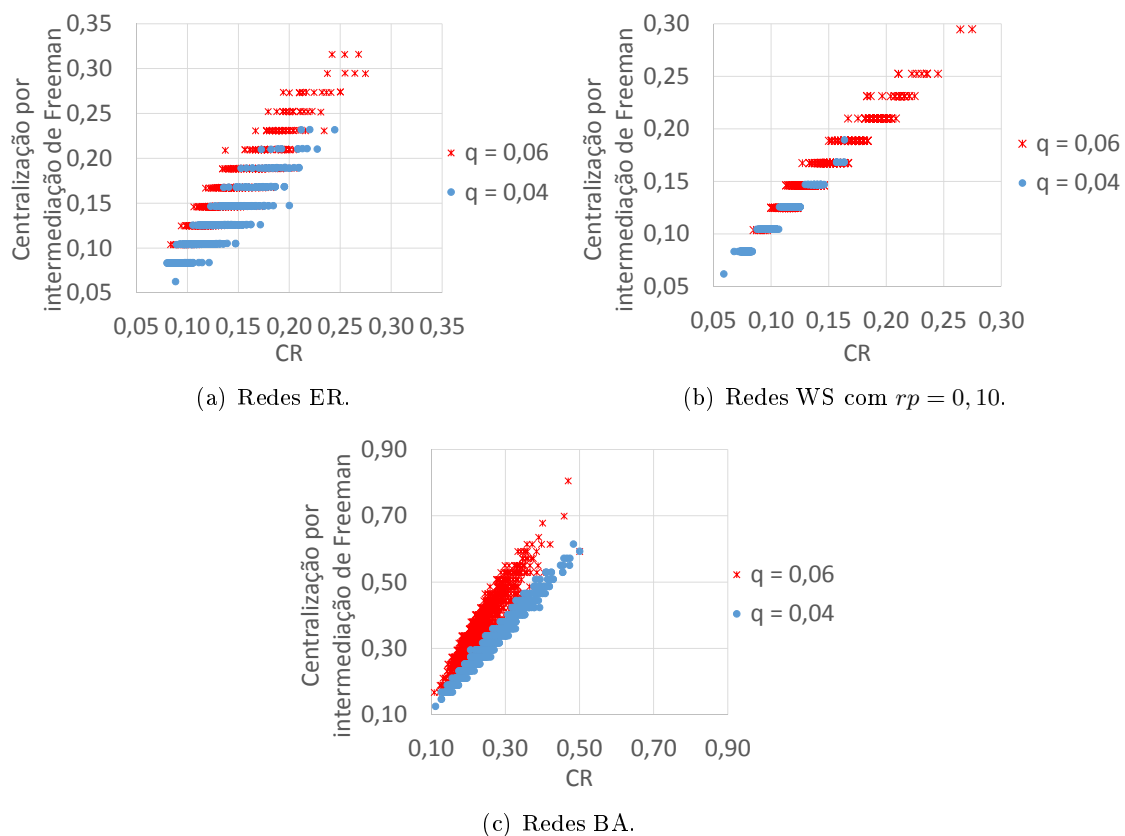 Centralização por
intermediação de Freeman
0,35
0,30
0,25
0,20
0,15
0,10
0,05
0,05 0,10 0,15 0,20 0,25 0,30 0,35
CR
q = 0,06
q = 0,04
(a) Redes ER.
Centralização por
intermediação de Freeman
0,30
0,25
0,20
0,15
0,10
0,05
0,05 0,10 0,15 0,20 0,25 0,30
CR
q = 0,06
q = 0,04
(b) Redes WS com rp = 0, 10.
Centralização por
intermediação de Freeman
0,90
0,70
0,50
0,30
0,10
0,10 0,30 0,50 0,70 0,90
CR
q = 0,06
q = 0,04
(c) Redes BA.